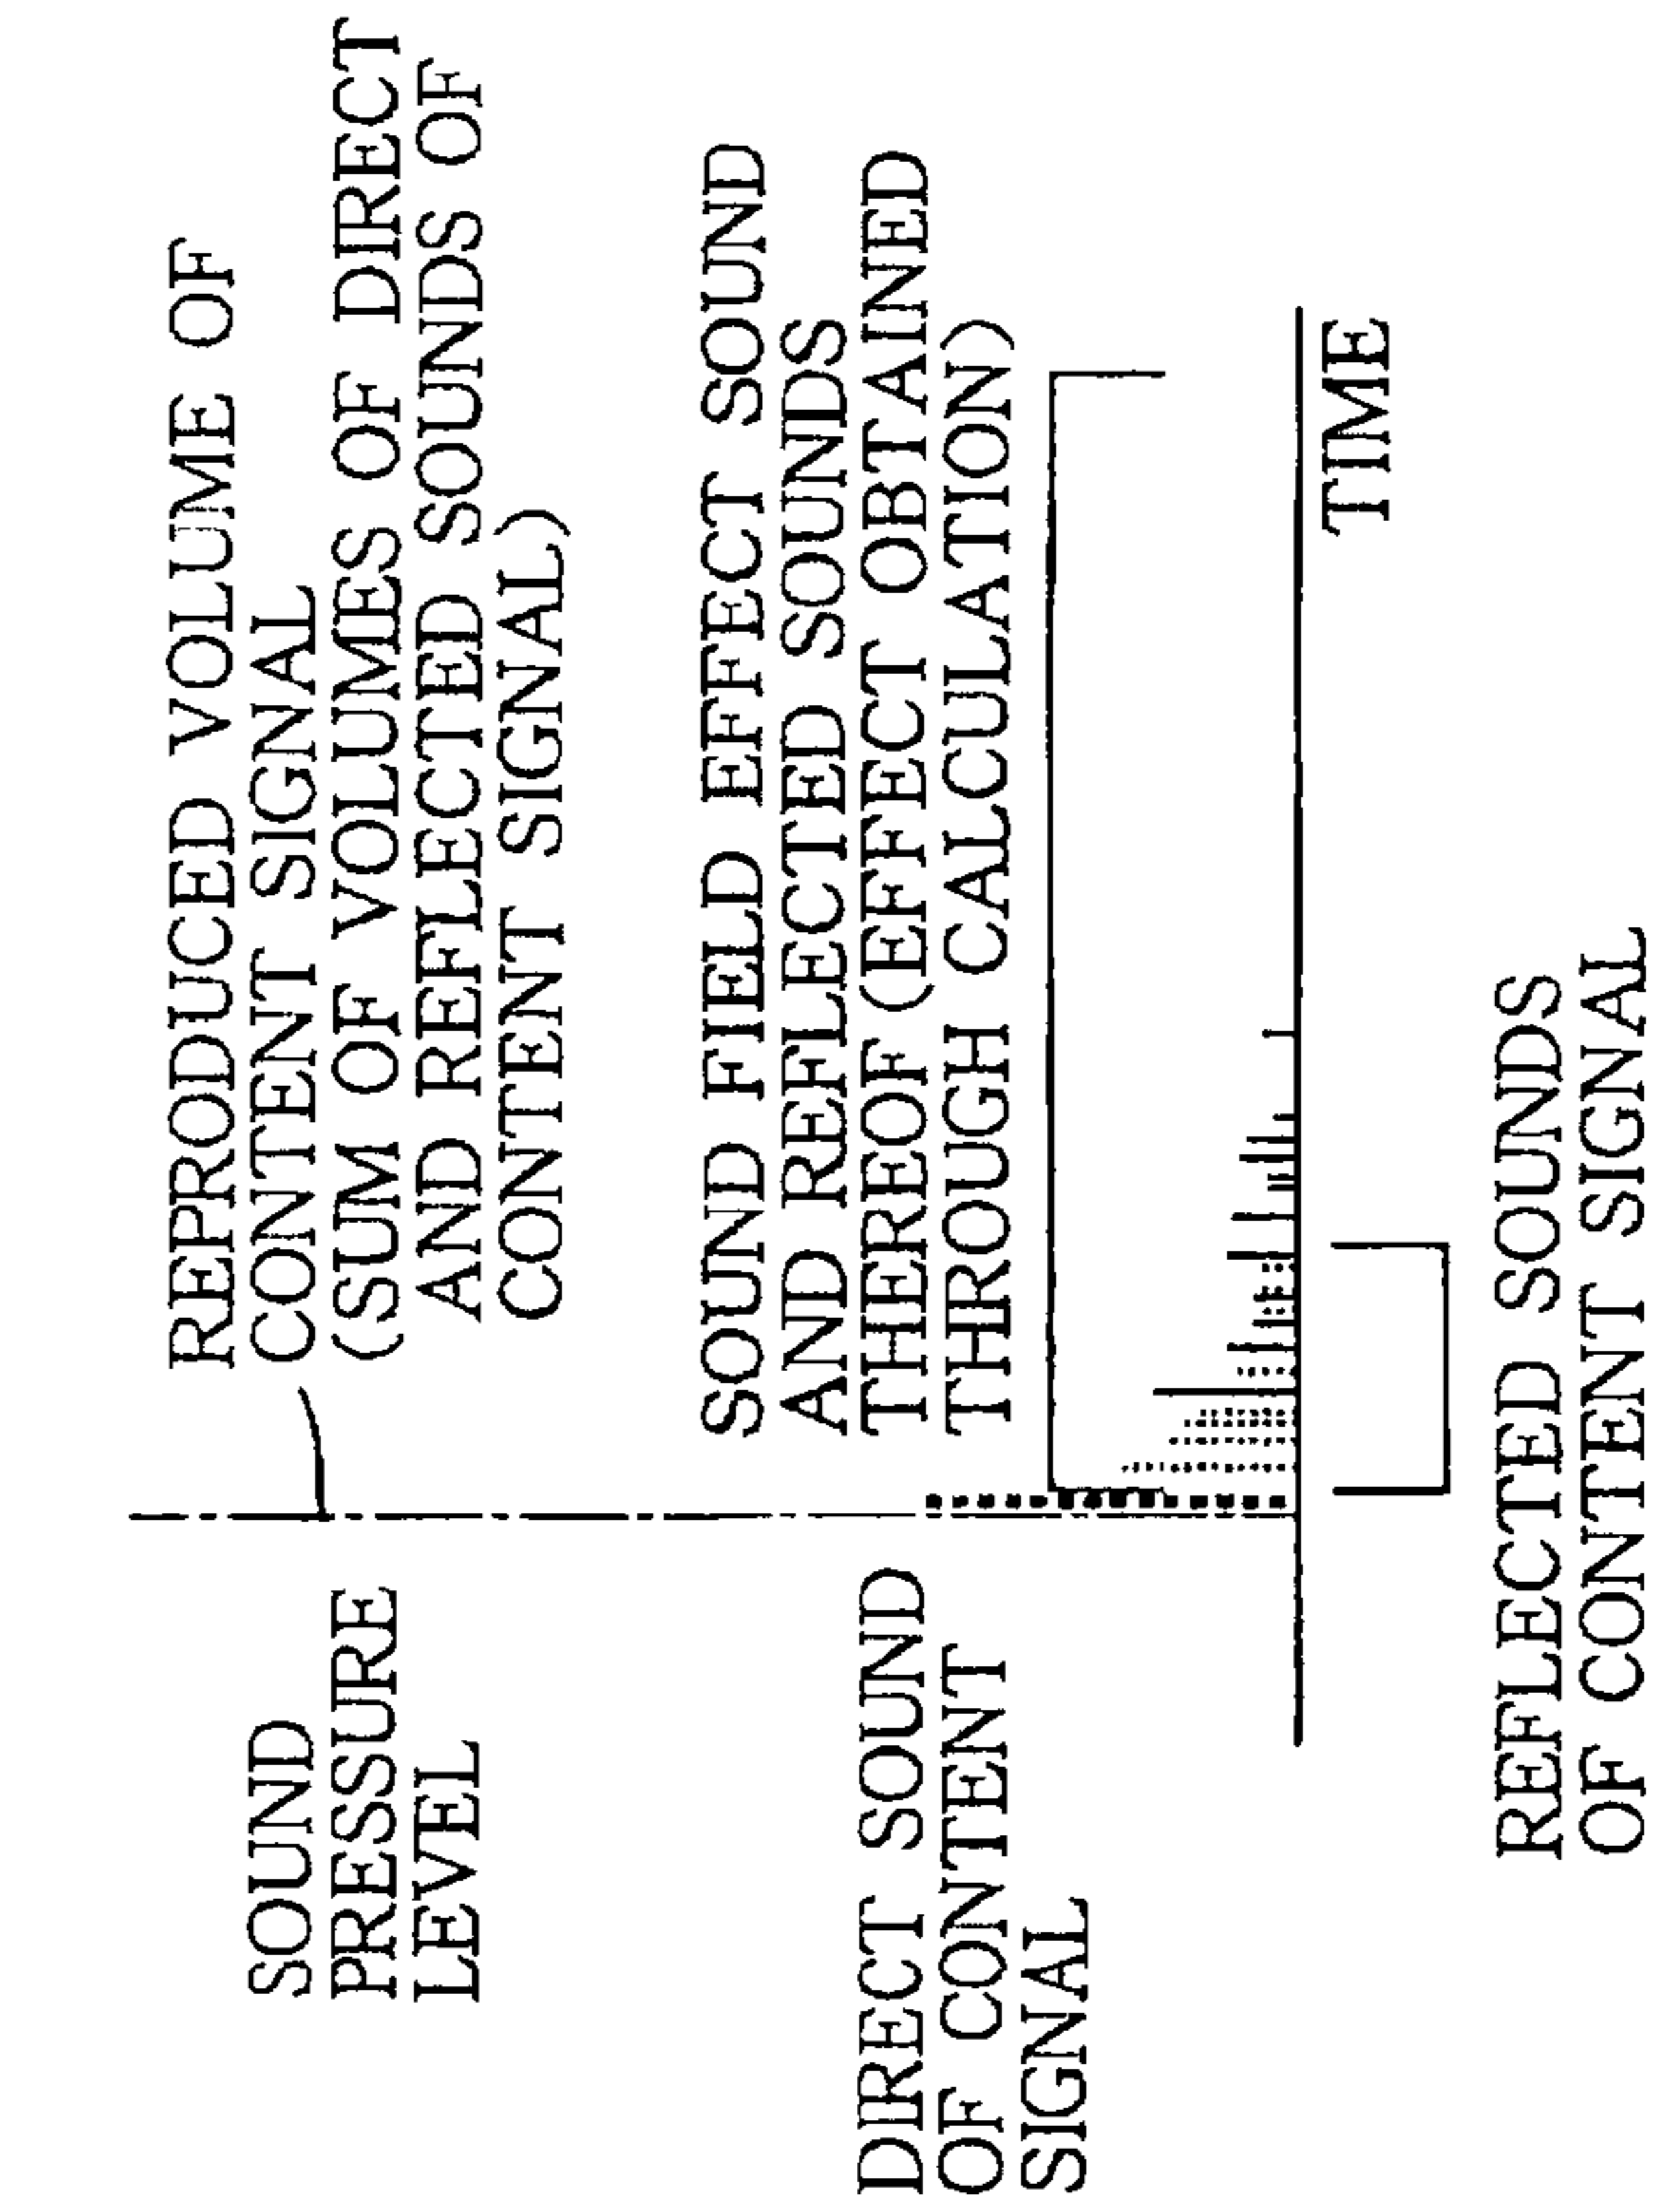 SOUND
PRESSURE
LEVEL
REPRODUCED VOLUME OF
CONTENT SIGNAL
(SUM OF VOLUMES OF DIRECT
AND REFLECTED SOUNDS OF
CONTENT SIGNAL)
SOUND FIELD EFFECT SOUND
AND REFLECTED SOUNDS
THEREOF (EFFECT OBTAINED
THROUGH CALCULATION)
DIRECT SOUND
OF CONTENT
SIGNAL
TIME
REFLECTED SOUNDS
OF CONTENT SIGNAL